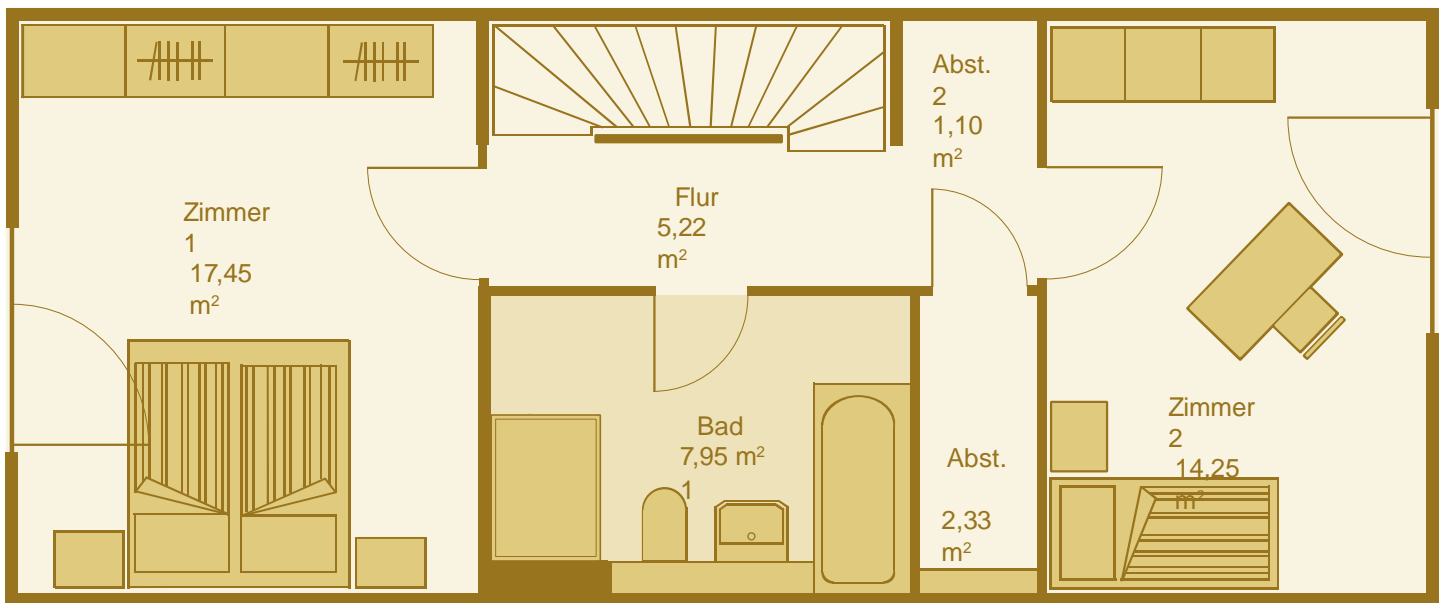 Zimmer
1
17,45
m²
Flur
5,22
m²
Abst.
2
1,10
m²
Bad
7,95 m²
1
Abst.
2,33
m²
Zimmer
2
14,25
m²